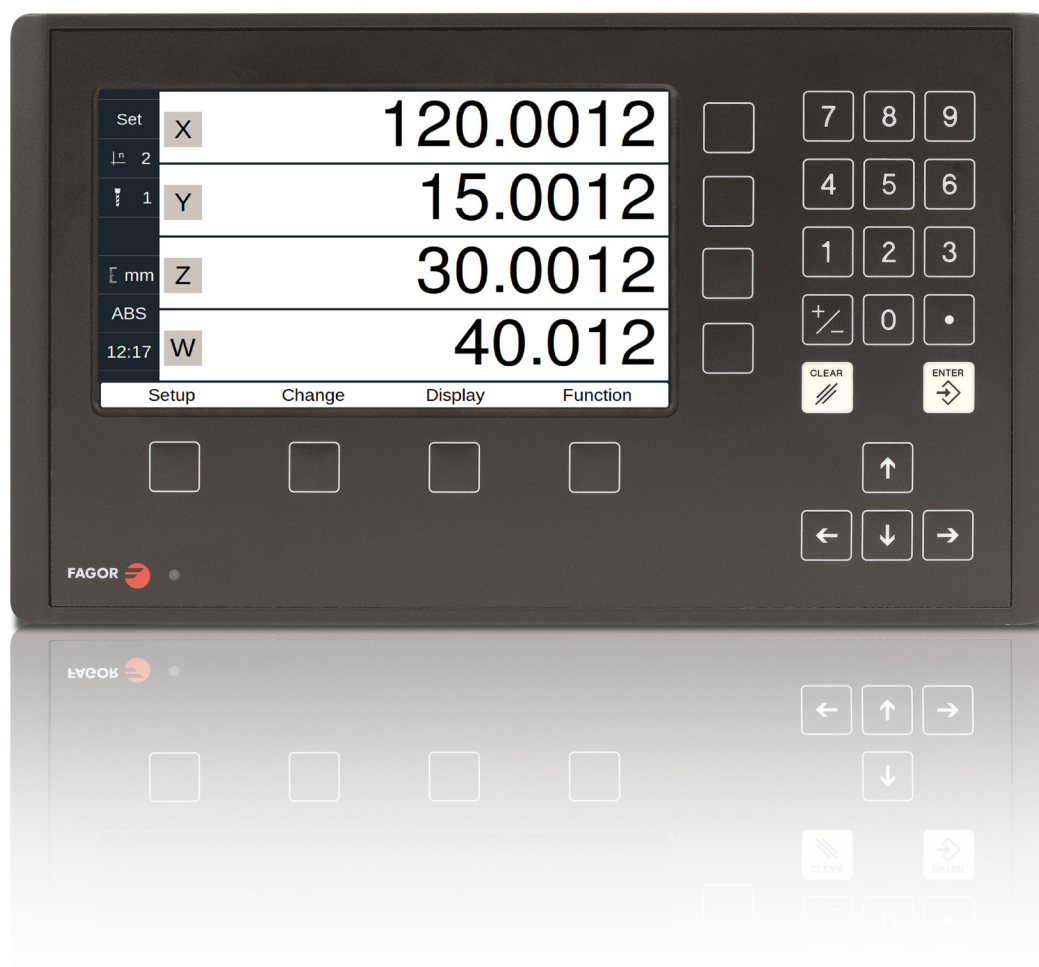 Set
2
1
mm
ABS
12:17
X 120.0012
Y 15.0012
Z 30.0012
W 40.012
Setup Change Display Function
7 8 9
4 5 6
1 2 3
+/- 0 •
CLEAR ENTER
FAGOR